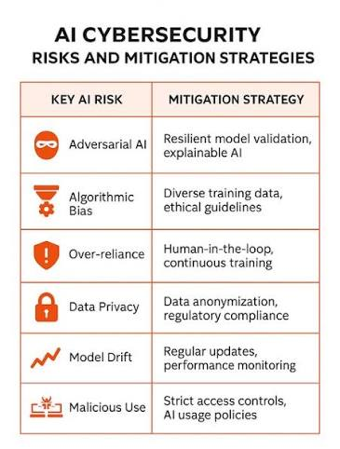 AI CYBERSECURITY
RISKS AND MITIGATION STRATEGIES
KEY AI RISK
MITIGATION STRATEGY
Adversarial AI
Resilient model validation,
explainable AI
Algorithmic
Bias
Diverse training data,
ethical guidelines
Over-reliance
Human-in-the-loop,
continuous training
Data Privacy
Data anonymization,
regulatory compliance
Model Drift
Regular updates,
performance monitoring
Malicious Use
Strict access controls,
AI usage policies